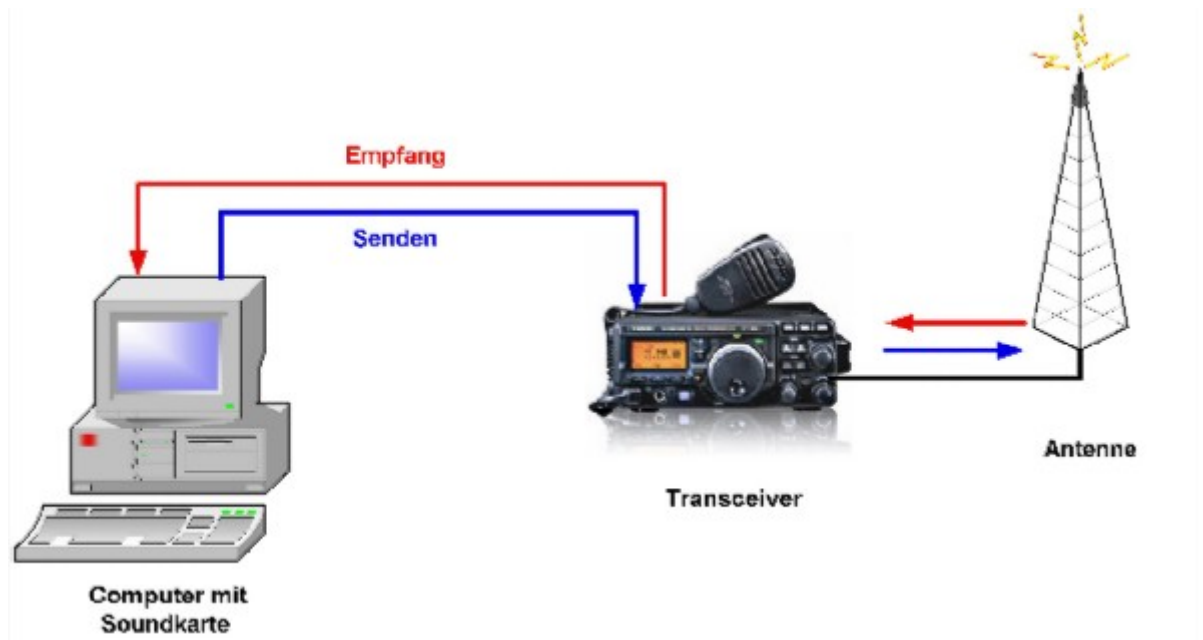 Empfang
Senden
Antenne
Transceiver
Computer mit
Soundkarte